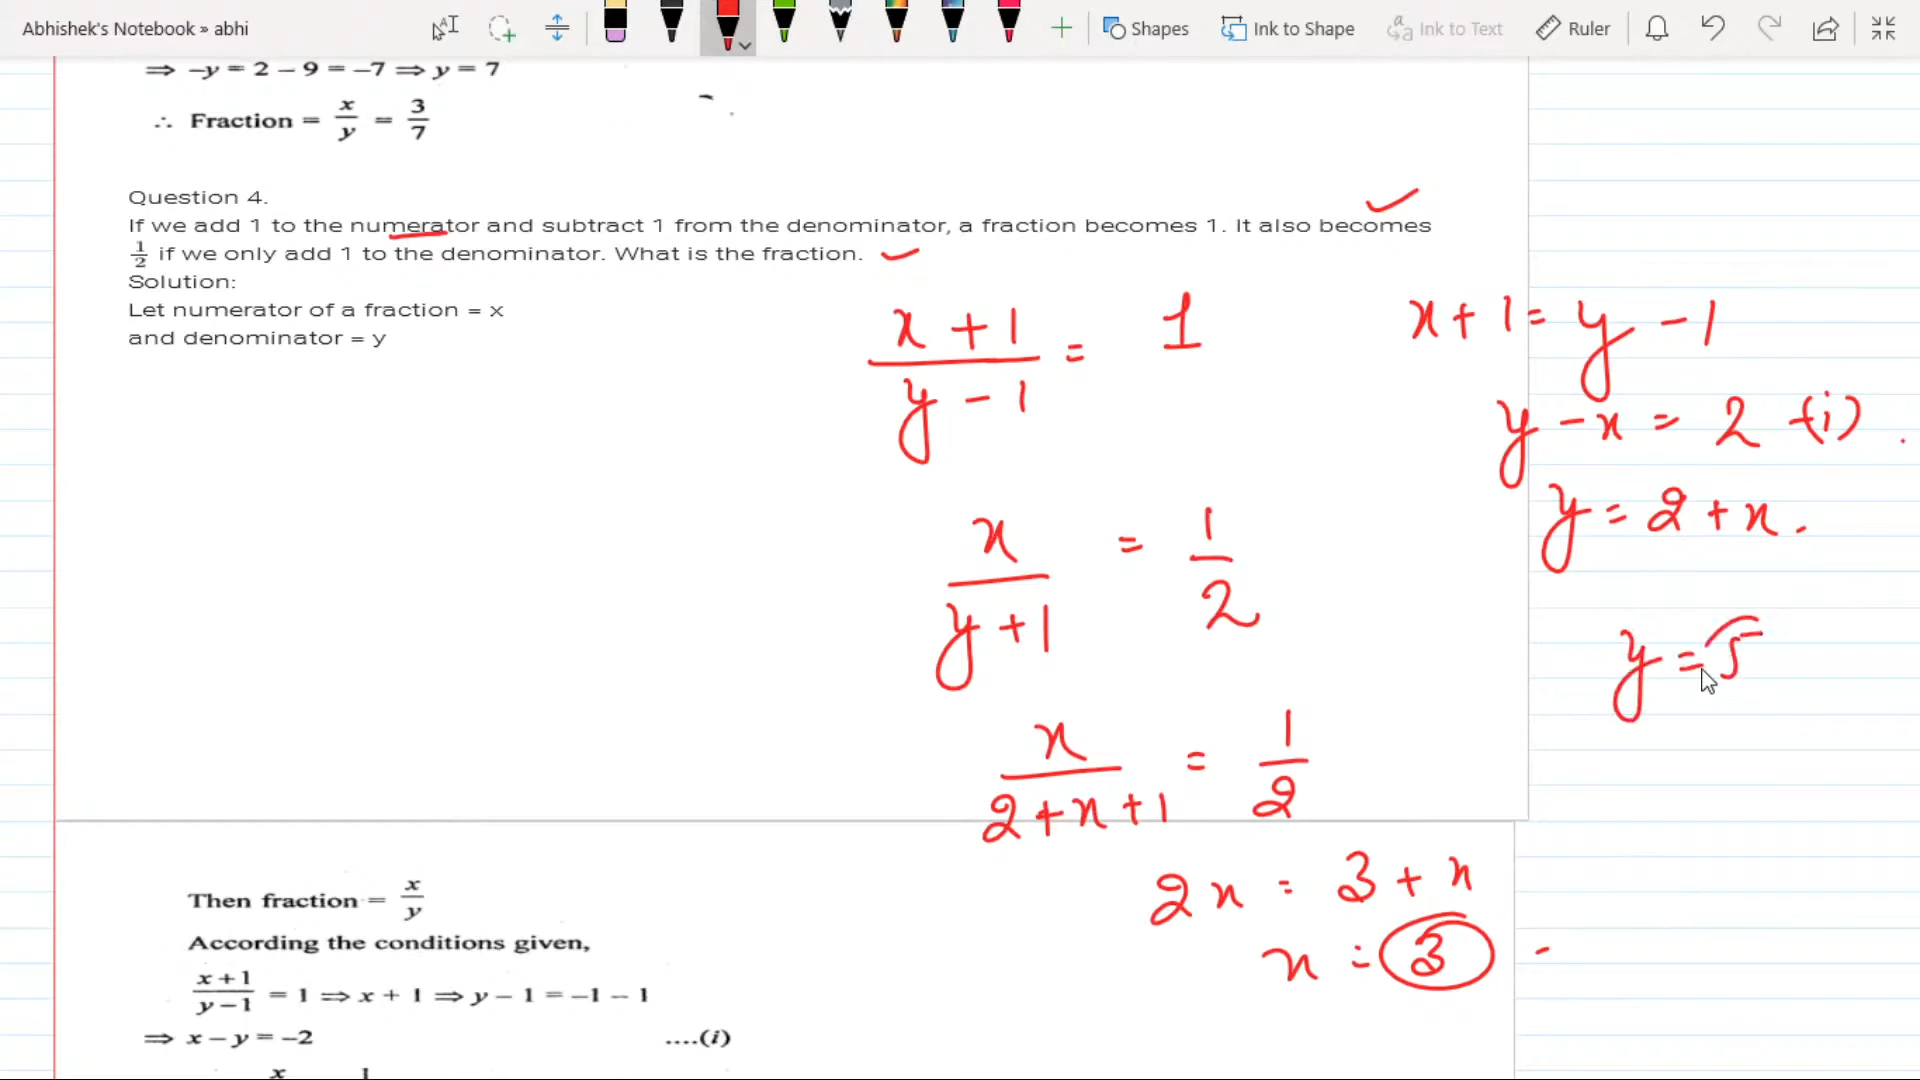 Abhishek's Notebook » abhi
Shapes
Ink to Shape
Ink to Text
Ruler
⇒ –y = 2 – 9 = –7 ⇒ y = 7
∴ Fraction = x/y = 3/7
Question 4.
If we add 1 to the numerator and subtract 1 from the denominator, a fraction becomes 1. It also becomes
1/2 if we only add 1 to the denominator. What is the fraction.
Solution:
Let numerator of a fraction = x
and denominator = y
(x + 1)/(y - 1) = 1
x + 1 = y - 1
y - x = 2 (i).
y = 2 + x.
x/(y + 1) = 1/2
y = 5
x/(2 + x + 1) = 1/2
2x = 3 + x
x = 3
Then fraction = x/y
According the conditions given,
(x + 1)/(y – 1) = 1 ⇒ x + 1 ⇒ y – 1 = –1 – 1
⇒ x – y = –2 ....(i)
x 1